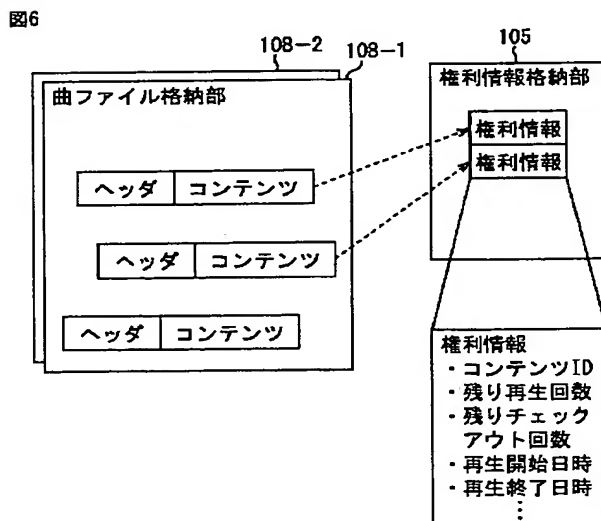 図6
108-2
108-1
曲ファイル格納部
ヘッダ コンテンツ
ヘッダ コンテンツ
ヘッダ コンテンツ
105
権利情報格納部
権利情報
権利情報
権利情報
・コンテンツID
・残り再生回数
・残りチェック
アウト回数
・再生開始日時
・再生終了日時
⋮